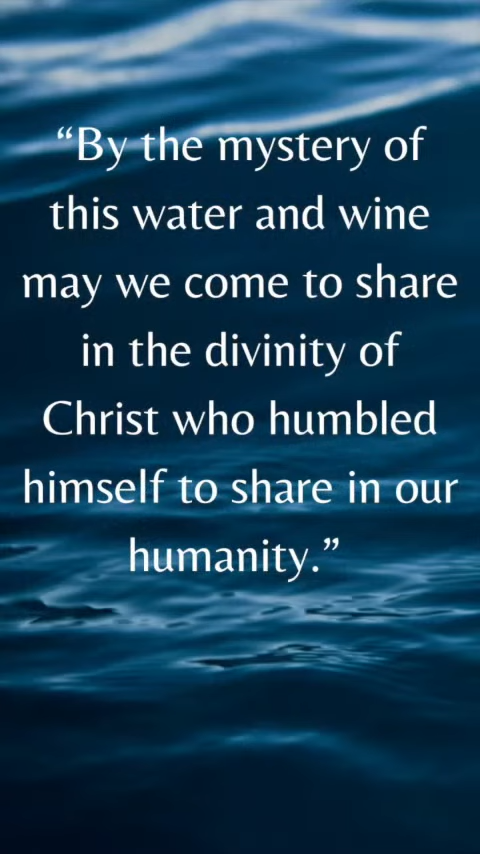 “By the mystery of
this water and wine
may we come to share
in the divinity of
Christ who humbled
himself to share in our
humanity.”